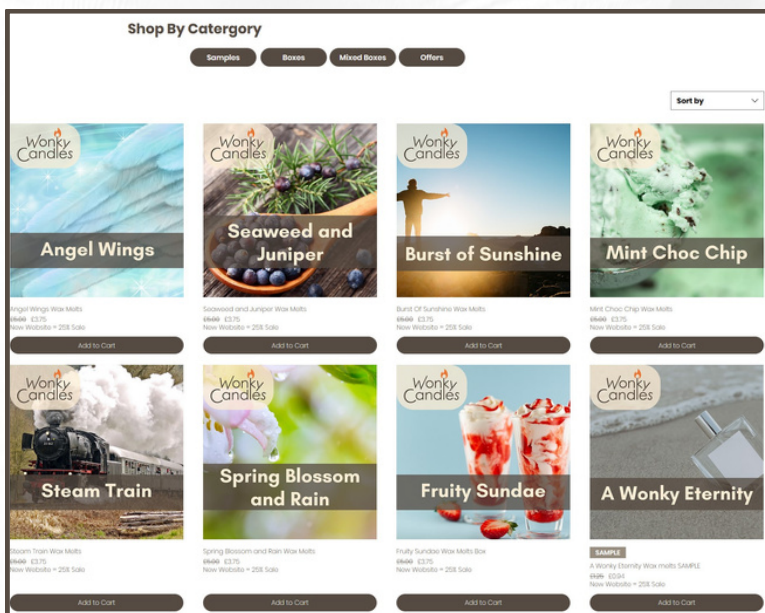 Shop By Catergory
Samples
Boxes
Mixed Boxes
Offers
Sort by
Wonky
Candles
Angel Wings
Wonky
Candles
Seaweed and
Juniper
Wonky
Candles
Burst of Sunshine
Wonky
Candles
Mint Choc Chip
Angel Wings Wax Melts
£5.00 £3.75
New Website = 25% Sale
Add to Cart
Seaweed and Juniper Wax Melts
£5.00 £3.75
New Website = 25% Sale
Add to Cart
Burst Of Sunshine Wax Melts
£5.00 £3.75
New Website = 25% Sale
Add to Cart
Mint Choc Chip Wax Melts
£5.00 £3.75
New Website = 25% Sale
Add to Cart
Wonky
Candles
Steam Train
Wonky
Candles
Spring Blossom
and Rain
Wonky
Candles
Fruity Sundae
Wonky
Candles
A Wonky Eternity
Steam Train Wax Melts
£5.00 £3.75
New Website = 25% Sale
Add to Cart
Spring Blossom and Rain Wax Melts
£5.00 £3.75
New Website = 25% Sale
Add to Cart
Fruity Sundae Wax Melts Box
£5.00 £3.75
New Website = 25% Sale
Add to Cart
SAMPLE
A Wonky Eternity Wax melts SAMPLE
£1.25 £0.94
New Website = 25% Sale
Add to Cart